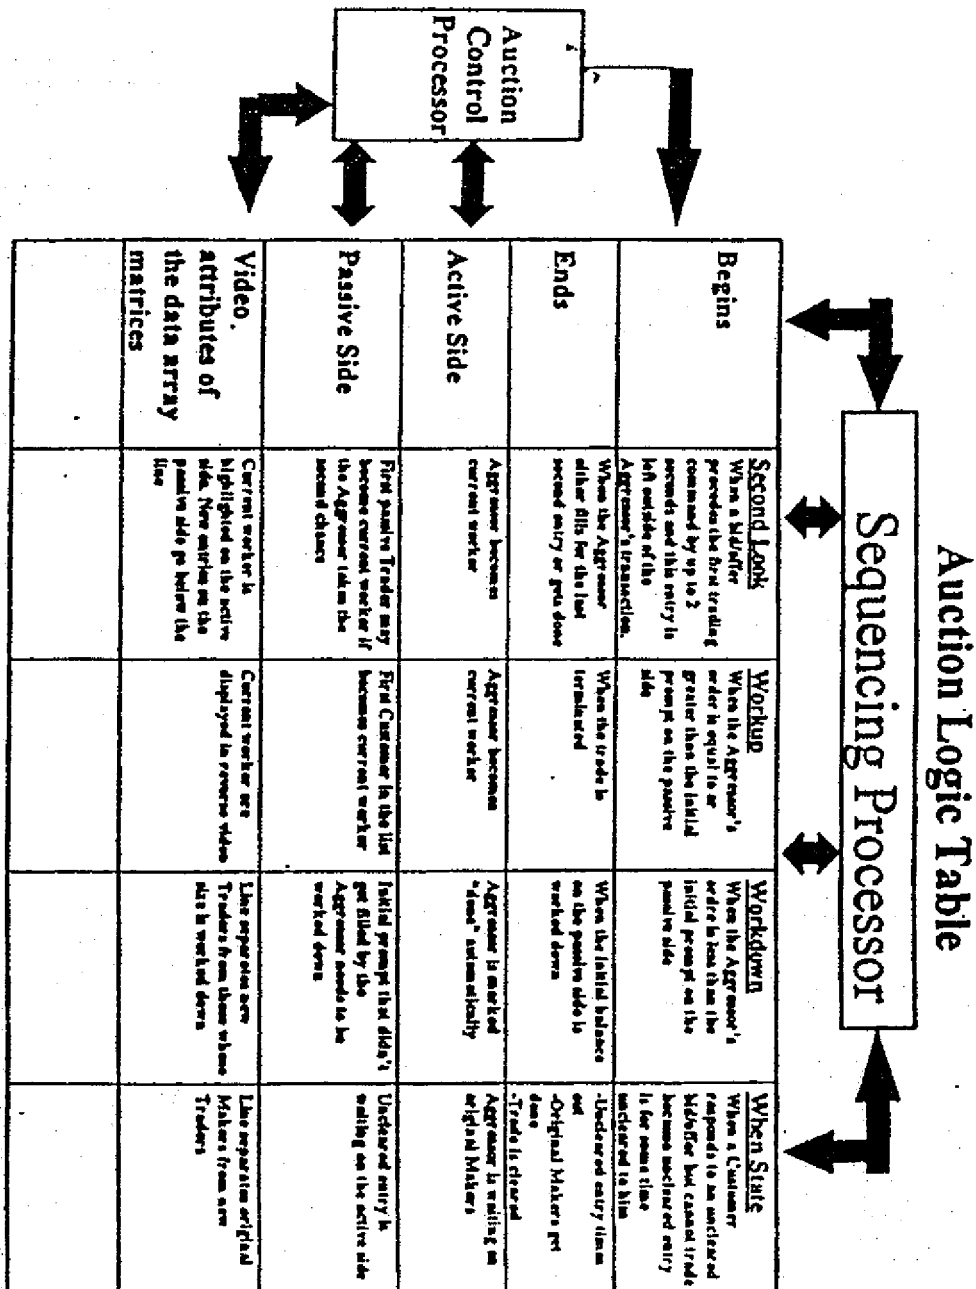 Auction Logic Table
Sequencing Processor
Auction
Control
Processor
Begins
Second Look
When a bid/offer
precedes the first trading
command by up to 2
seconds and this entry is
left outside of the
Aggressor's transaction.
Workup
When the Aggressor's
order is equal to or
greater than the initial
prompt on the passive
side
Workdown
When the Aggressor's
ordre is less than the
initial prompt on the
passive side
When State
When a Customer
responds to an uncleared
bid/offer but cannot trade
because uncleared entry
is for some time
uncleared to him
Ends
When the Aggressor
either fills for the last
second entry or gets done
When the trade is
terminated
When the initial balance
on the passive side is
worked down
-Uncleared entry times
out
-Original Makers get
done
-Trade is cleared
Active Side
Aggressor becomes
current worker
Aggressor becomes
current worker
Aggressor is marked
"done" automatically
Aggressor is waiting on
original Makers
Passive Side
First passive Trader may
become current worker if
the Aggressor takes the
second chance
First Customer in the list
becomes current worker
Initial prompt that didn't
get filled by the
Aggressor needs to be
worked down
Uncleared entry is
waiting on the active side
Video.
attributes of
the data array
matrices
Current worker is
highlighted on the active
side. New entries on the
passive side go below the
line
Current worker are
displayed in reverse video
Line separates new
Traders from those whose
size is worked down
Line separates original
Makers from new
Traders